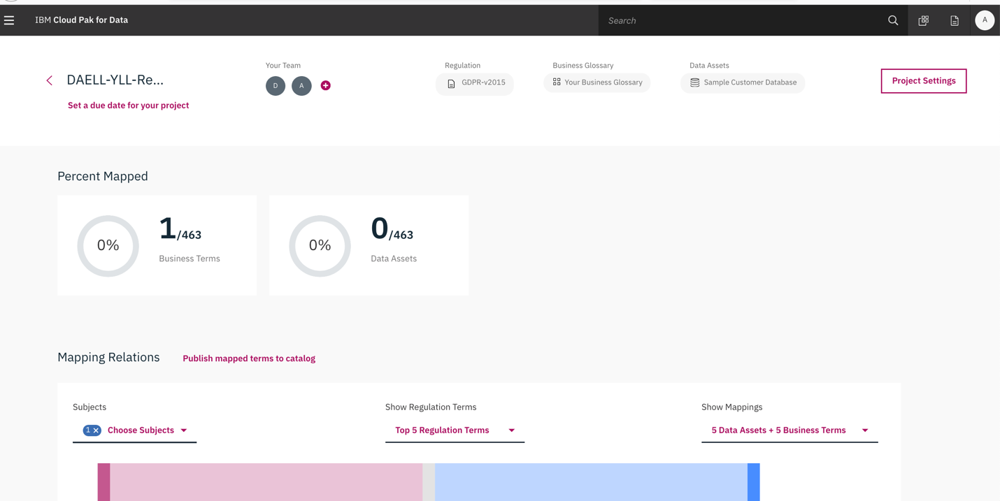 IBM Cloud Pak for Data
Search
A
DAELL-YLL-Re...
Set a due date for your project
Your Team
D
A
Regulation
GDPR-v2015
Business Glossary
Your Business Glossary
Data Assets
Sample Customer Database
Project Settings
Percent Mapped
0%
1/463
Business Terms
0%
0/463
Data Assets
Mapping Relations
Publish mapped terms to catalog
Subjects
1 Choose Subjects
Show Regulation Terms
Top 5 Regulation Terms
Show Mappings
5 Data Assets + 5 Business Terms